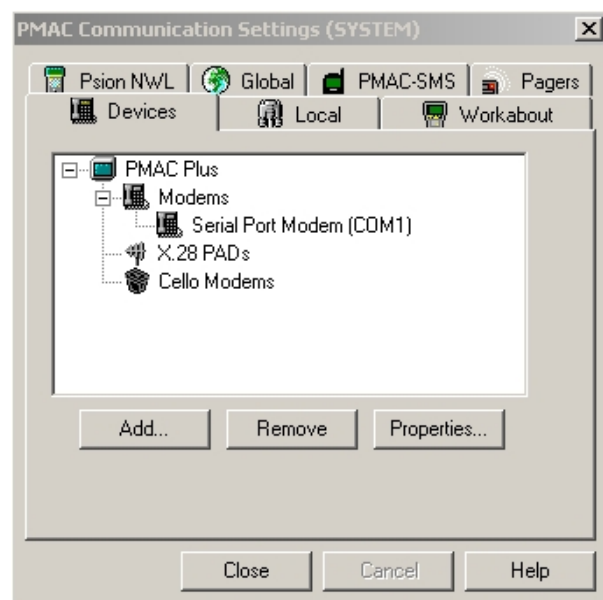 PMAC Communication Settings (SYSTEM)
Psion NWL Global PMAC-SMS Pagers
Devices Local Workabout
PMAC Plus
Modems
Serial Port Modem (COM1)
X.28 PADs
Cello Modems
Add... Remove Properties...
Close Cancel Help